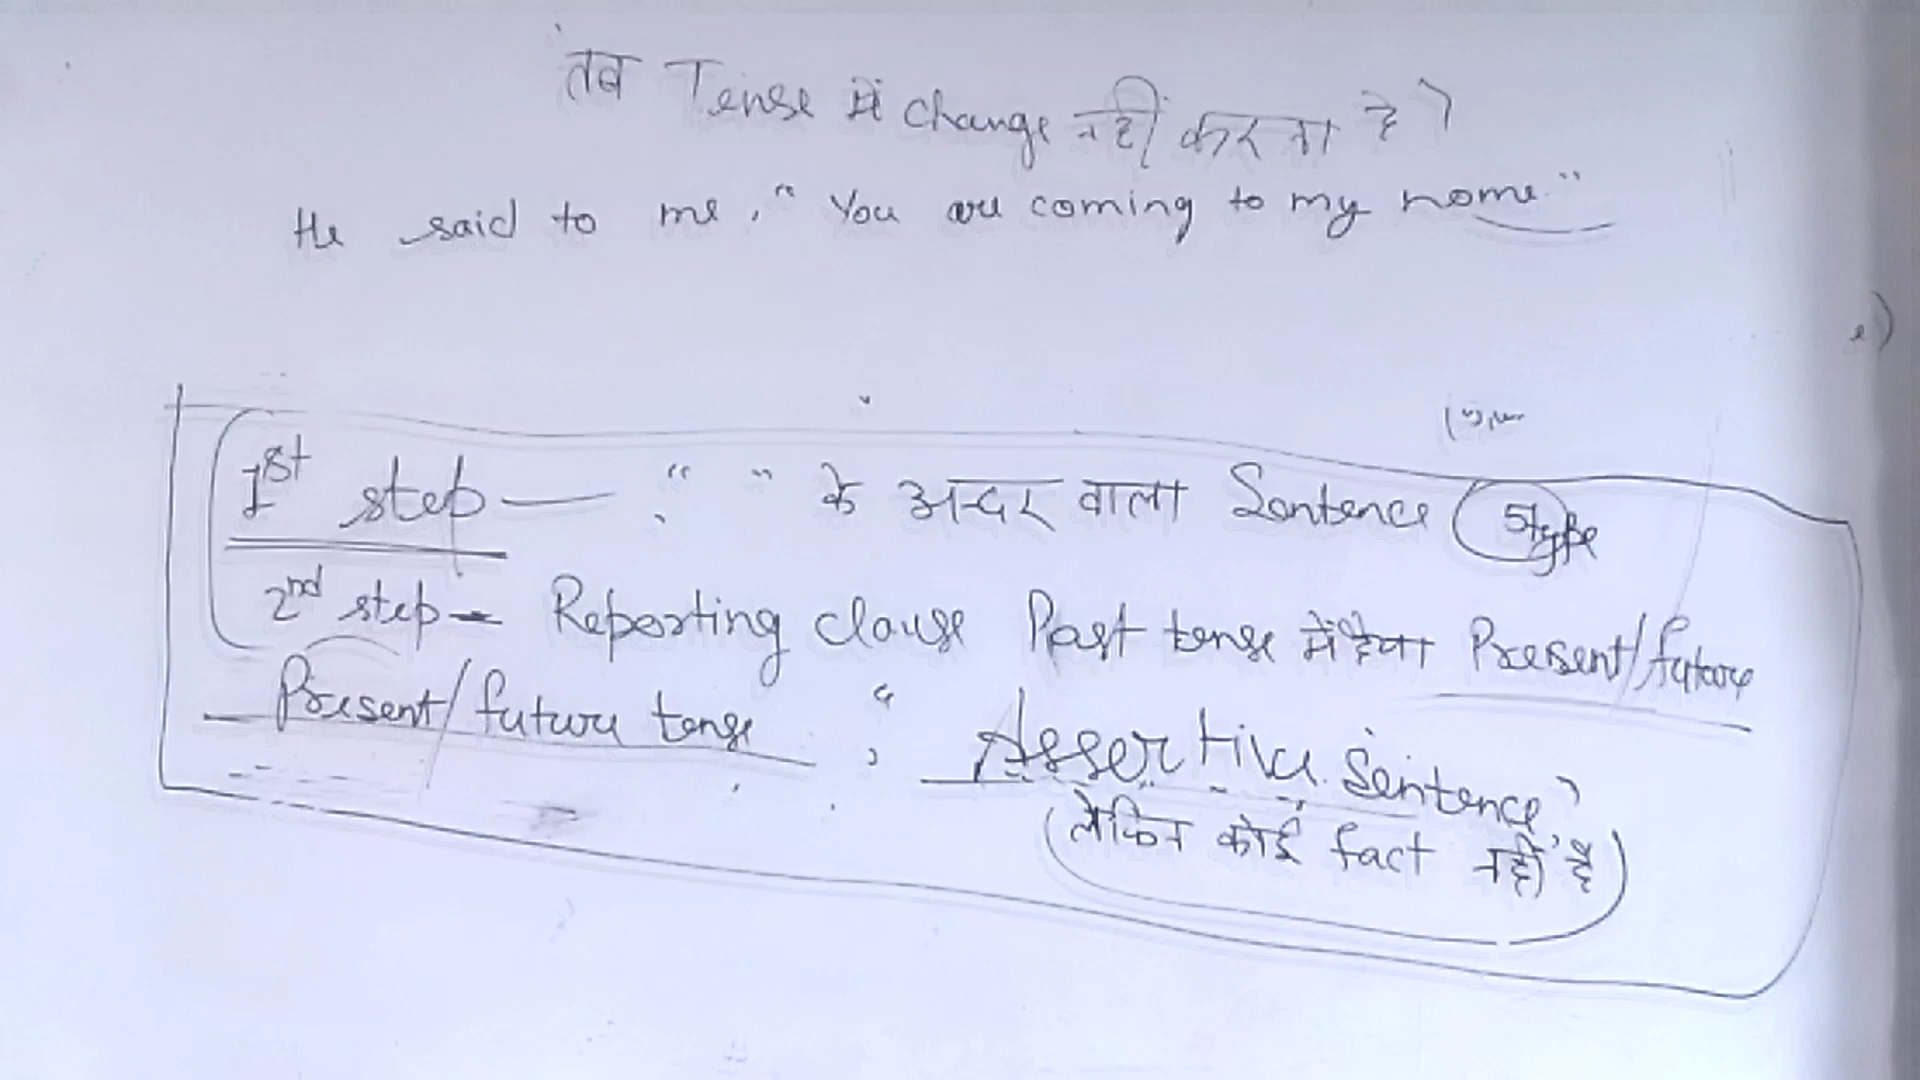 तब Tense में change नहीं करना है?
He said to me, "You are coming to my home."
1st step — " " के अन्दर वाला Sentence 5 type
2nd step - Reporting clause Past tense में है या Present/future
Present/future tense , " Assertive Sentence"
(लेकिन कोई fact नहीं है)